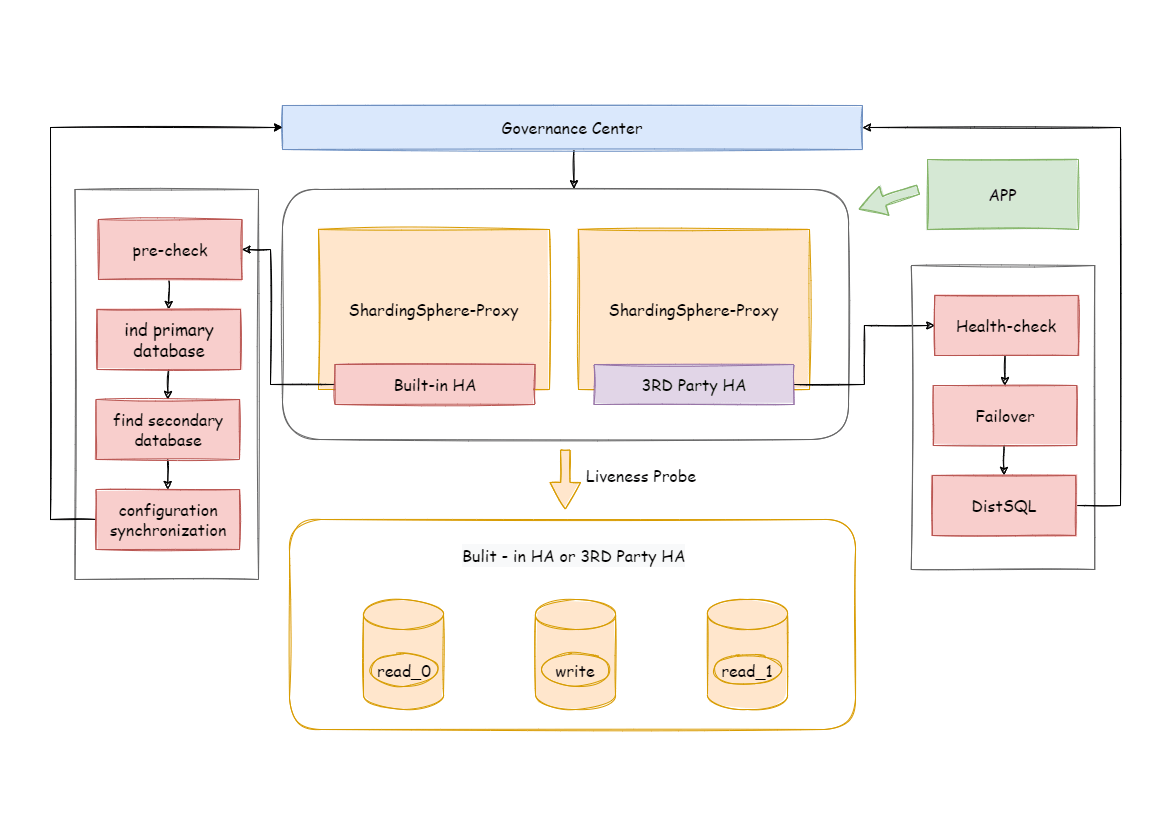 Governance Center
APP
pre-check
ind primary
database
find secondary
database
configuration
synchronization
ShardingSphere-Proxy
Built-in HA
ShardingSphere-Proxy
3RD Party HA
Health-check
Failover
DistSQL
Liveness Probe
Bulit - in HA or 3RD Party HA
read_0
write
read_1